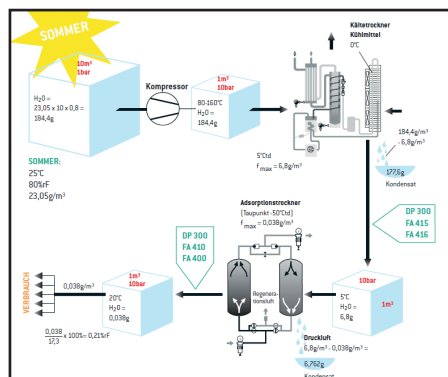 SOMMER
10m³
1bar
H₂O =
23,05 x 10 x 0,8 =
184,4g
SOMMER:
25°C
80%rF
23,05g/m³
Kompressor
1m³
10bar
80-160°C
H₂O =
184,4g
Kältetrockner
Kühlmittel
0°C
5°Ctd
f max = 6,8g/m³
184,4g/m³
- 6,8g/m³
177,6g
Kondensat
DP 300
FA 415
FA 416
10bar
1m³
5°C
H₂O =
6,8g
Adsorptionstrockner
(Taupunkt -50°Ctd)
f max = 0,038g/m³
Regene-
rationsluft
Druckluft
6,8g/m³ - 0,038g/m³ =
6,762g
Kondensat
DP 300
FA 410
FA 400
1m³
10bar
20°C
H₂O =
0,038g
0,038g/m³
VERBRAUCH
0,038
17,3
x 100% = 0,21%rF